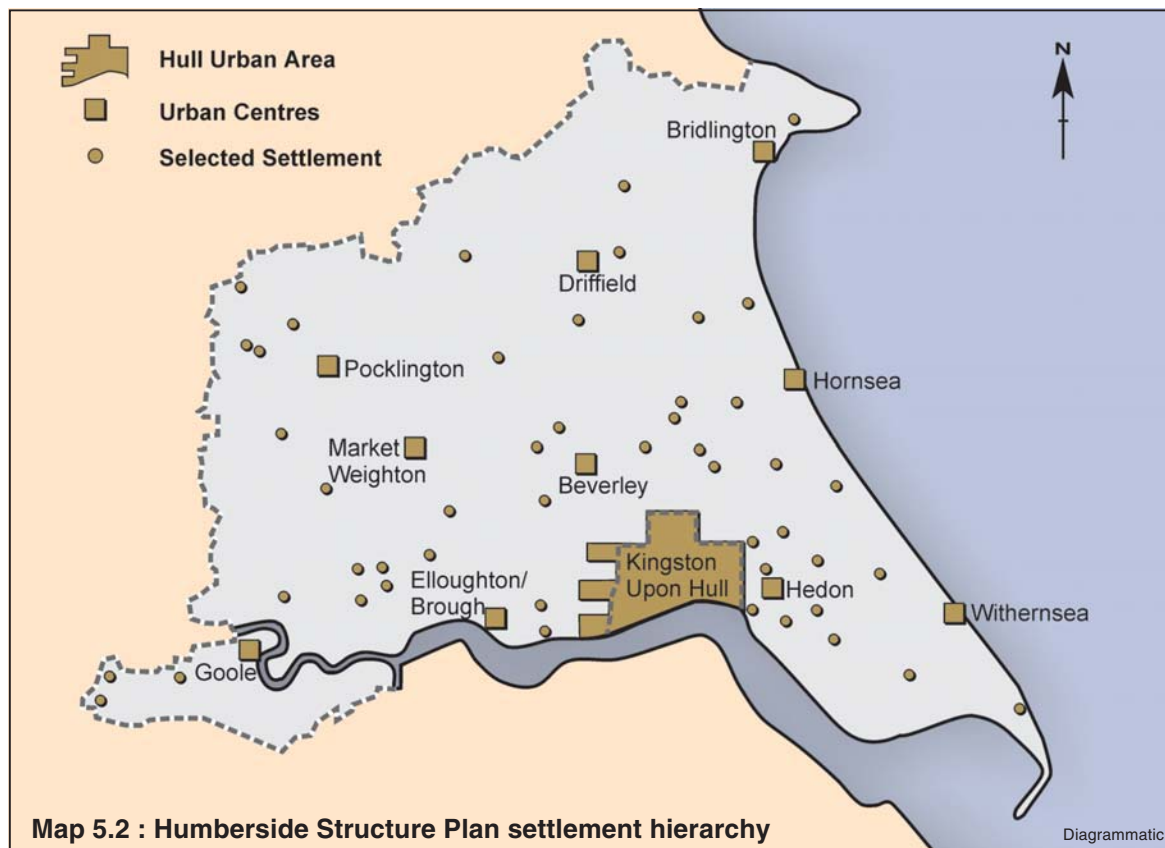 Hull Urban Area
Urban Centres
Selected Settlement
N
Bridlington
Driffield
Pocklington
Hornsea
Market
Weighton
Beverley
Kingston
Upon Hull
Elloughton/
Brough
Hedon
Withernsea
Goole
Map 5.2 : Humberside Structure Plan settlement hierarchy
Diagrammatic